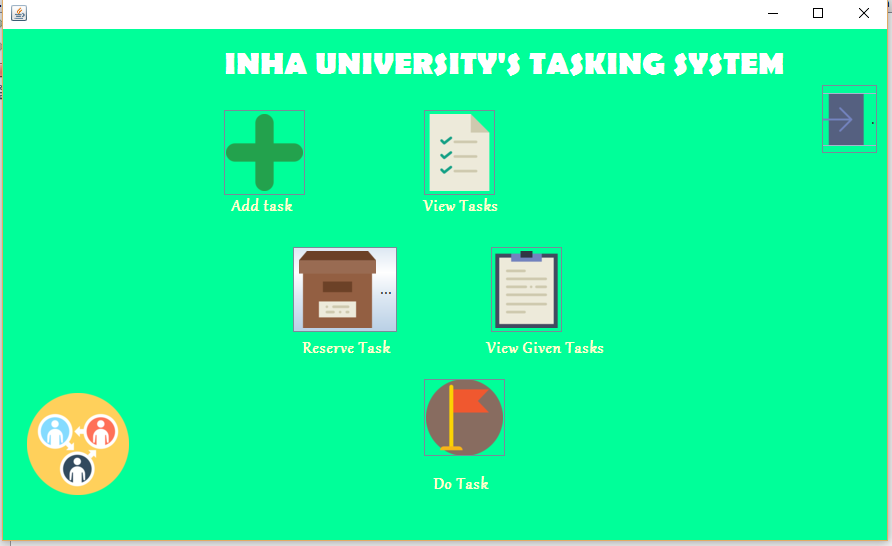 INHA UNIVERSITY'S TASKING SYSTEM
Add task
View Tasks
...
Reserve Task
View Given Tasks
Do Task